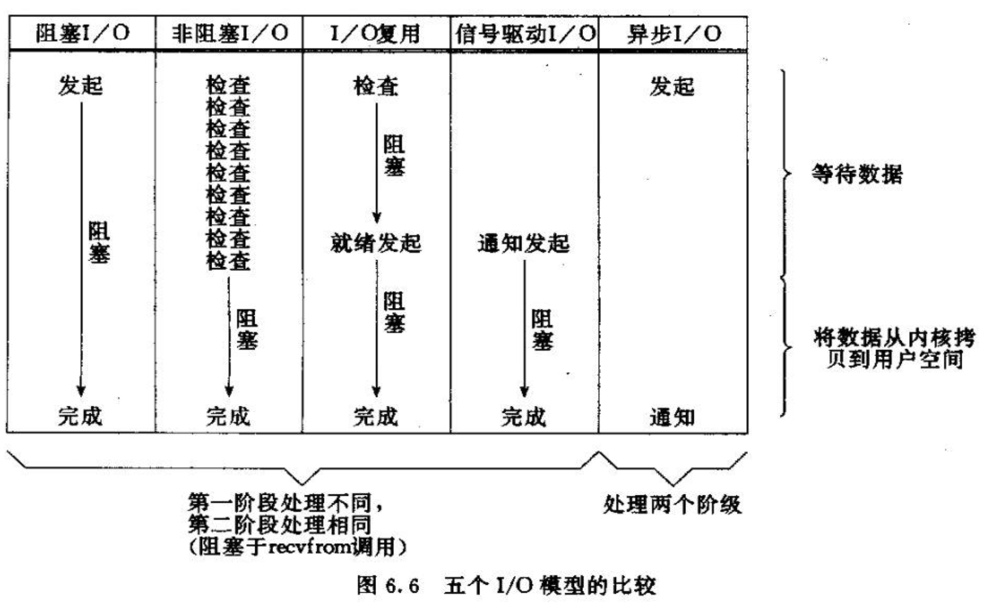 阻塞I/O 非阻塞I/O I/O复用 信号驱动I/O 异步I/O
发起 检查 检查 发起
检查
检查
检查
检查
检查
检查
检查
检查
阻塞
阻塞
就绪发起 通知发起
阻塞
阻塞
阻塞
完成 完成 完成 完成 通知
等待数据
将数据从内核拷
贝到用户空间
第一阶段处理不同，
第二阶段处理相同
（阻塞于recvfrom调用）
处理两个阶级
图 6.6 五个 I/O 模型的比较